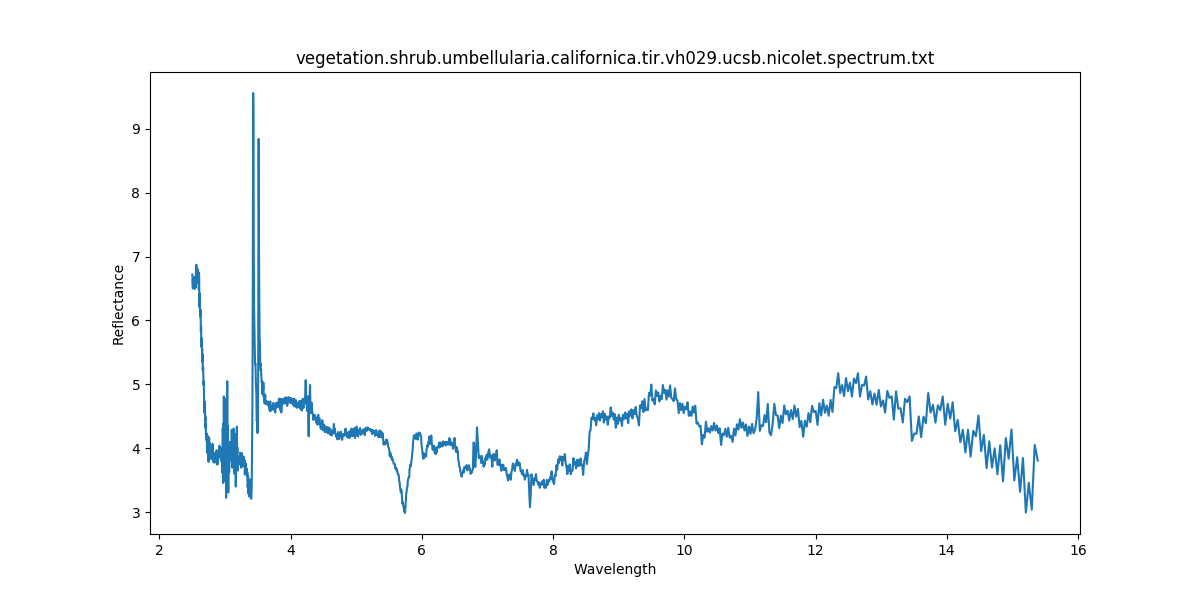 vegetation.shrub.umbellularia.californica.tir.vh029.ucsb.nicolet.spectrum.txt
9
8
7
6
5
4
3
Reflectance
2 4 6 8 10 12 14 16
Wavelength